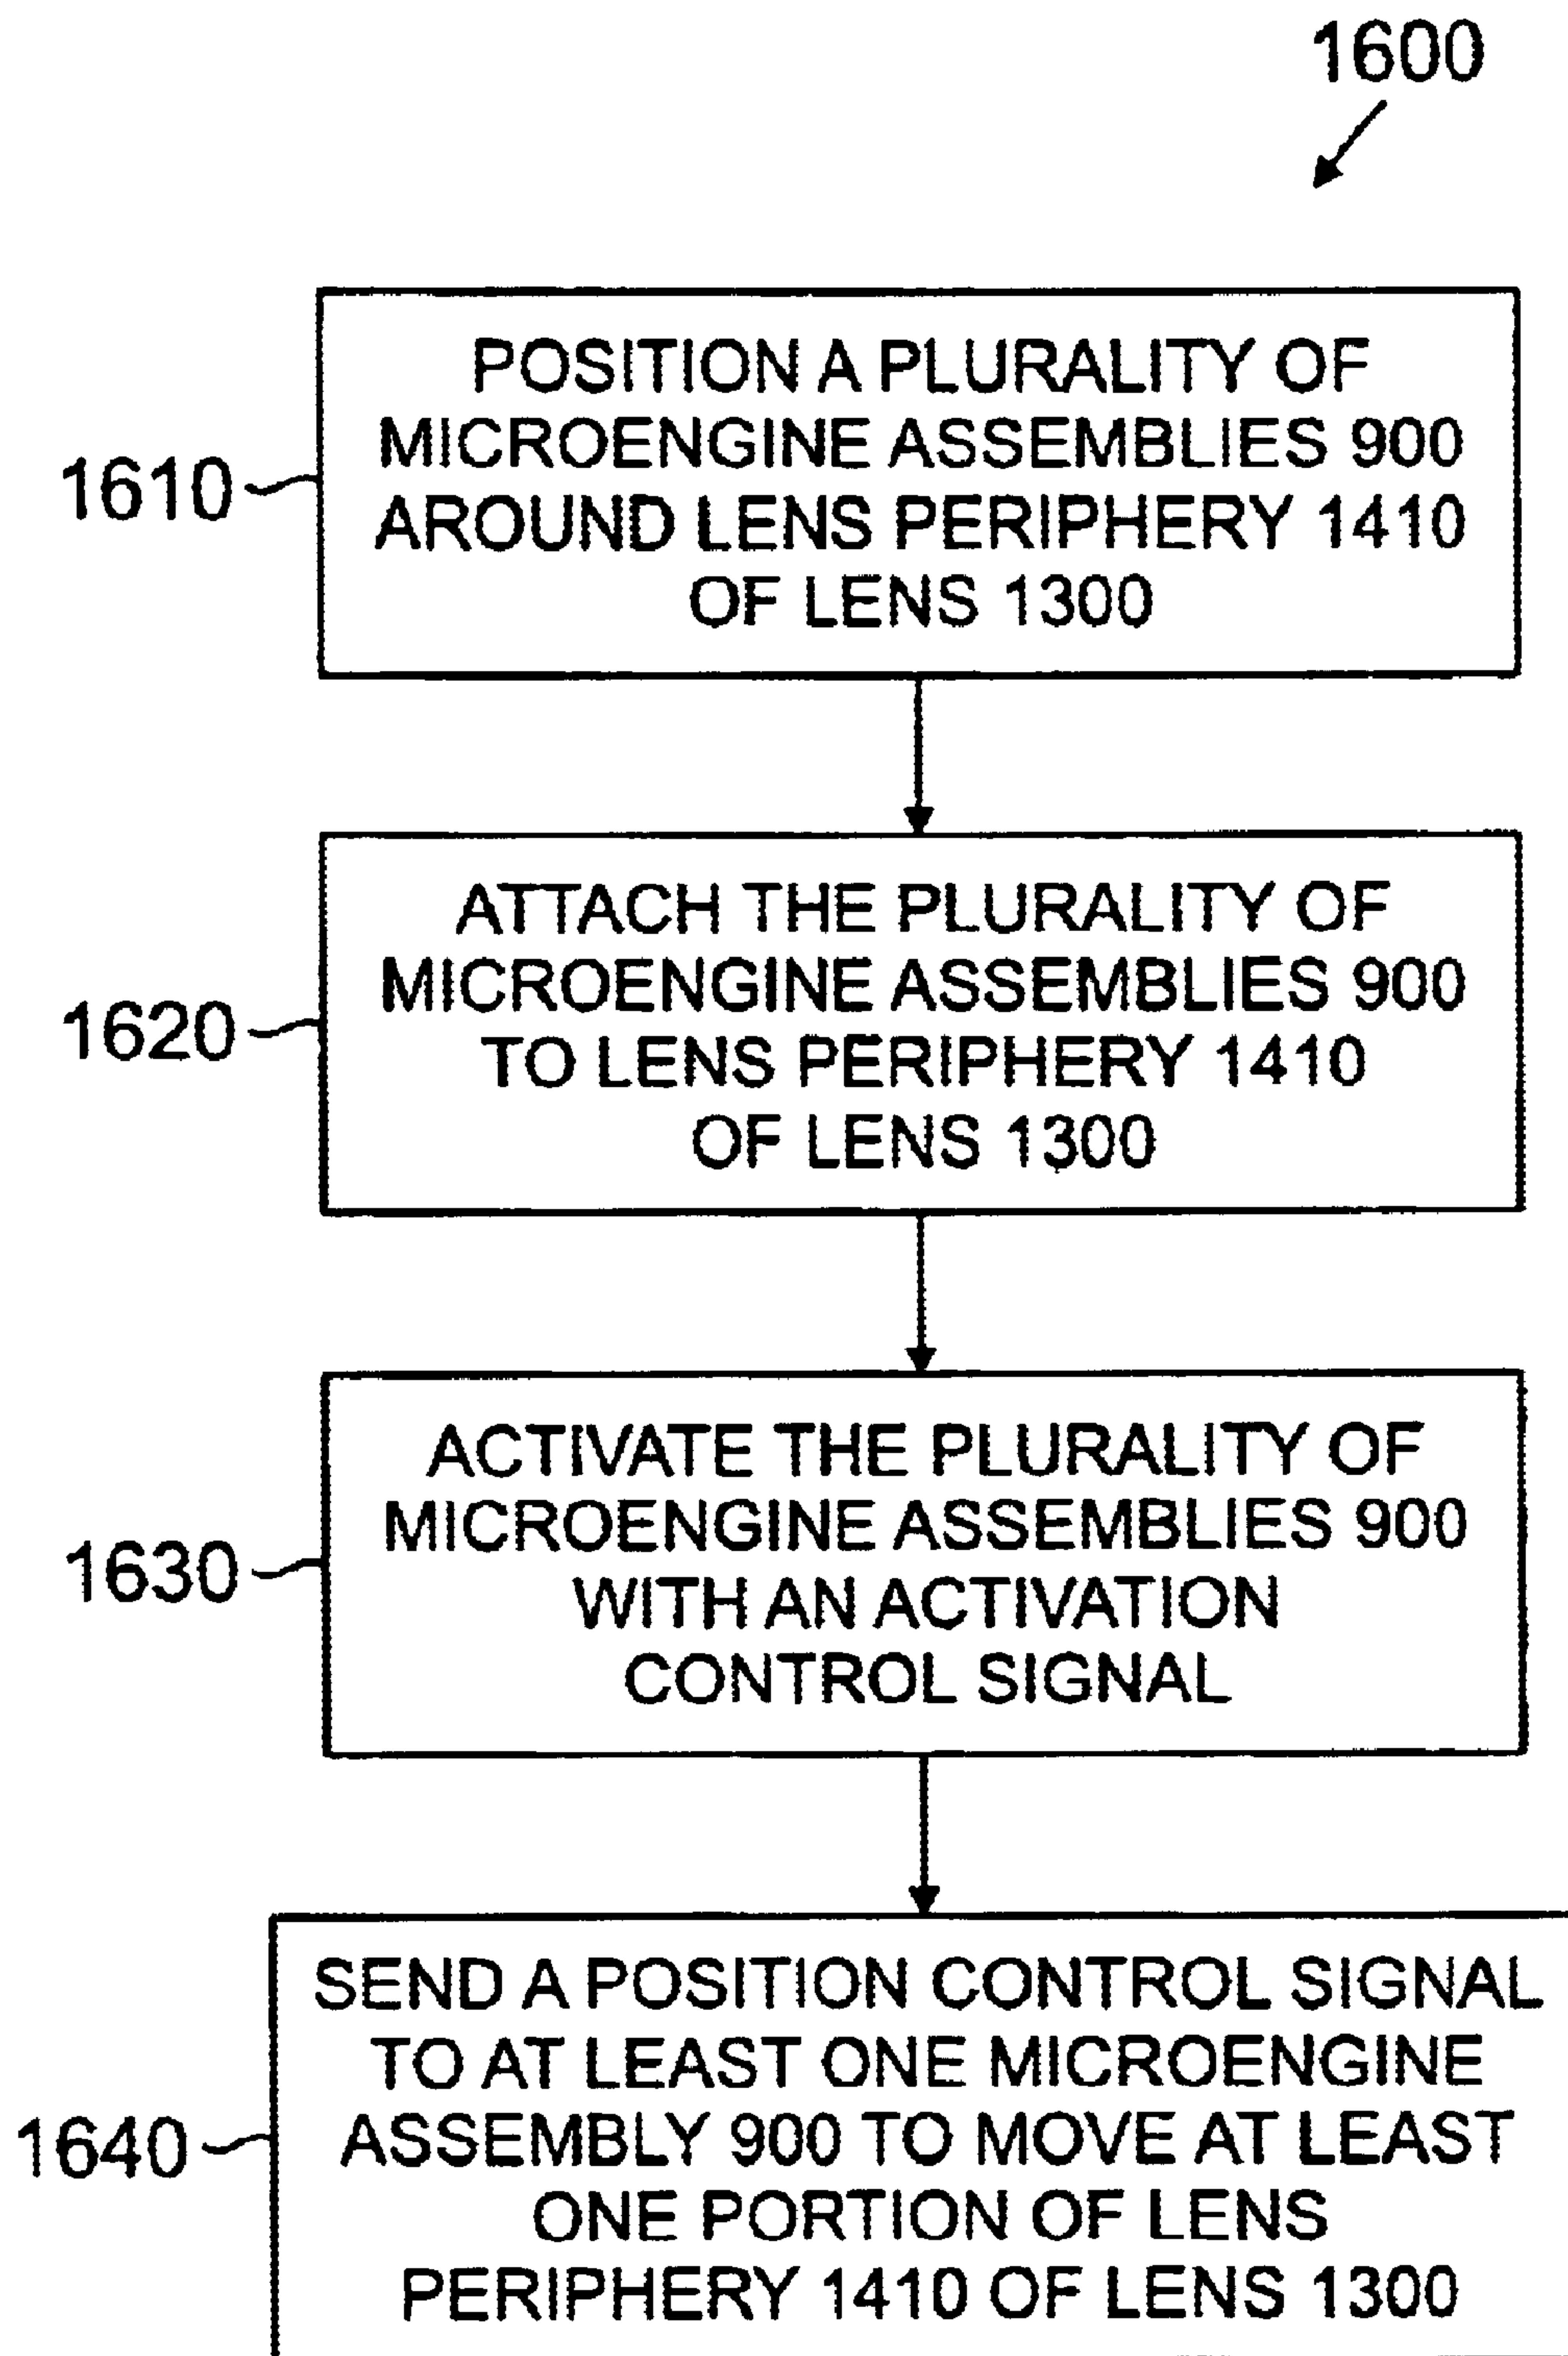 1600
1610
POSITION A PLURALITY OF
MICROENGINE ASSEMBLIES 900
AROUND LENS PERIPHERY 1410
OF LENS 1300
1620
ATTACH THE PLURALITY OF
MICROENGINE ASSEMBLIES 900
TO LENS PERIPHERY 1410
OF LENS 1300
1630
ACTIVATE THE PLURALITY OF
MICROENGINE ASSEMBLIES 900
WITH AN ACTIVATION
CONTROL SIGNAL
1640
SEND A POSITION CONTROL SIGNAL
TO AT LEAST ONE MICROENGINE
ASSEMBLY 900 TO MOVE AT LEAST
ONE PORTION OF LENS
PERIPHERY 1410 OF LENS 1300